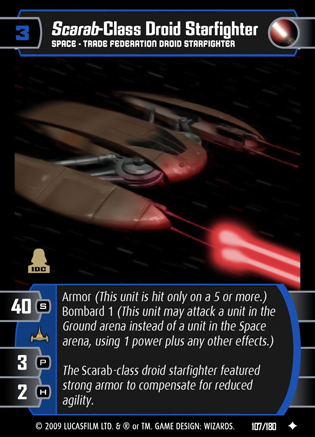 3
Scarab-Class Droid Starfighter
SPACE - TRADE FEDERATION DROID STARFIGHTER
IDC
40 S
3 P
2 H
Armor (This unit is hit only on a 5 or more.)
Bombard 1 (This unit may attack a unit in the
Ground arena instead of a unit in the Space
arena, using 1 power plus any other effects.)
The Scarab-class droid starfighter featured
strong armor to compensate for reduced
agility.
© 2009 LUCASFILM LTD. & ® or TM. GAME DESIGN: WIZARDS. 107/180